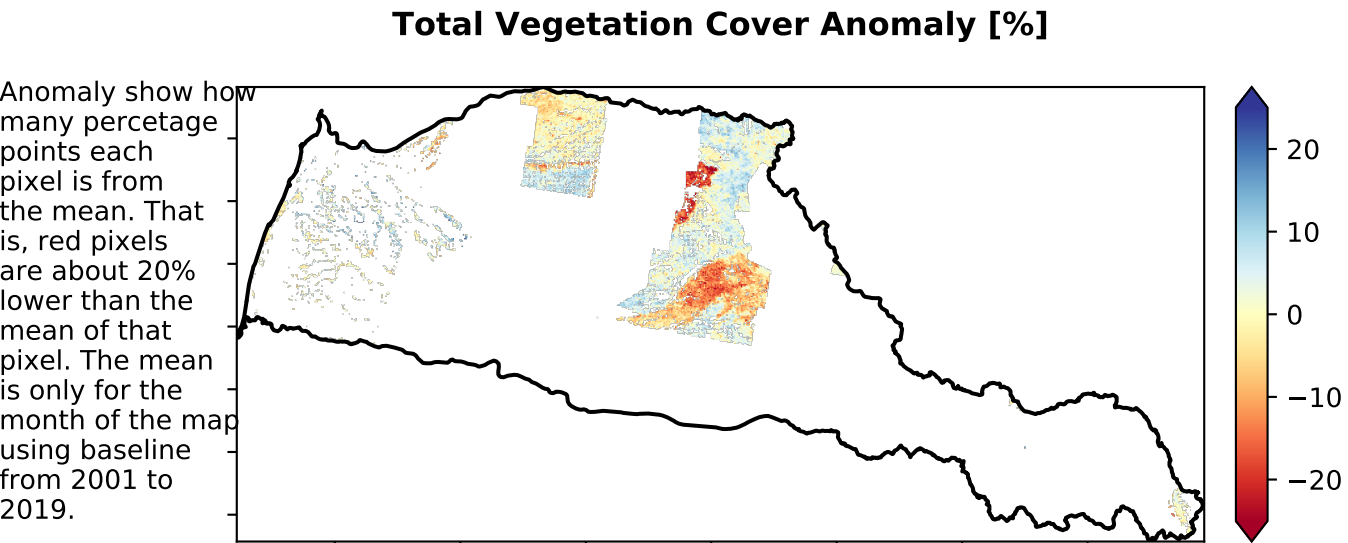 Total Vegetation Cover Anomaly [%]
Anomaly show how
many percetage
points each
pixel is from
the mean. That
is, red pixels
are about 20%
lower than the
mean of that
pixel. The mean
is only for the
month of the map
using baseline
from 2001 to
2019.
20
10
0
−10
−20